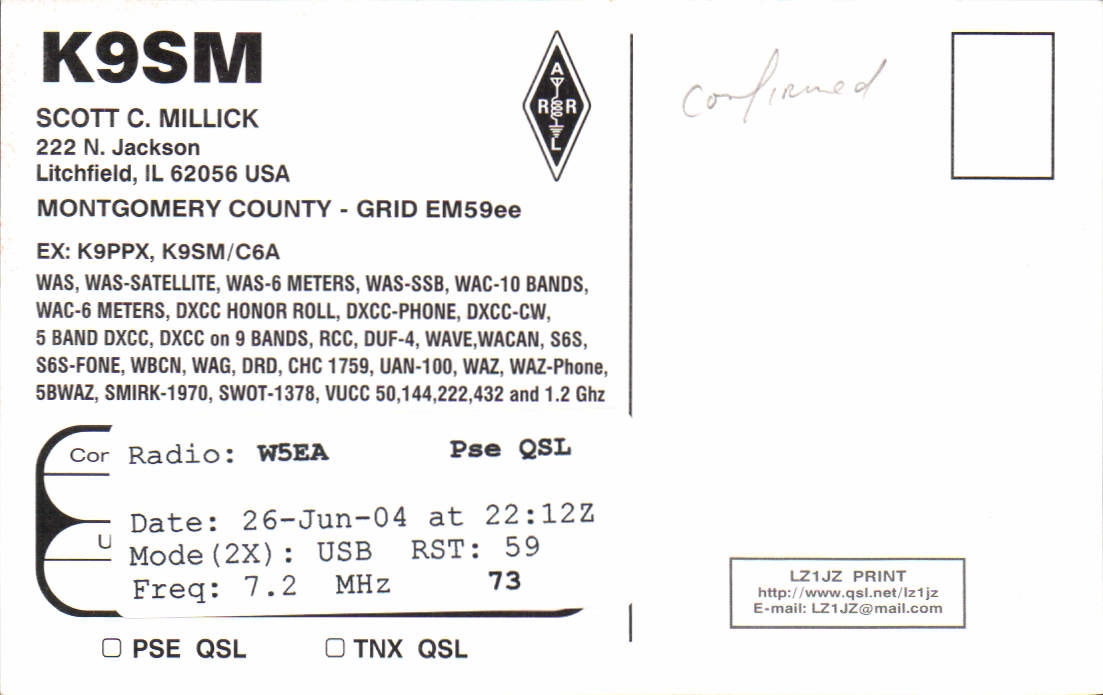 K9SM
SCOTT C. MILLICK
222 N. Jackson
Litchfield, IL 62056 USA
MONTGOMERY COUNTY - GRID EM59ee
EX: K9PPX, K9SM/C6A
WAS, WAS-SATELLITE, WAS-6 METERS, WAS-SSB, WAC-10 BANDS,
WAC-6 METERS, DXCC HONOR ROLL, DXCC-PHONE, DXCC-CW,
5 BAND DXCC, DXCC on 9 BANDS, RCC, DUF-4, WAVE,WACAN, S6S,
S6S-FONE, WBCN, WAG, DRD, CHC 1759, UAN-100, WAZ, WAZ-Phone,
5BWAZ, SMIRK-1970, SWOT-1378, VUCC 50,144,222,432 and 1.2 Ghz
A
R R
L
Cor
Radio: W5EA Pse QSL
Date: 26-Jun-04 at 22:12Z
U
Mode(2X): USB RST: 59
Freq: 7.2 MHz 73
PSE QSL TNX QSL
confirmed
LZ1JZ PRINT
http://www.qsl.net/lz1jz
E-mail: LZ1JZ@mail.com